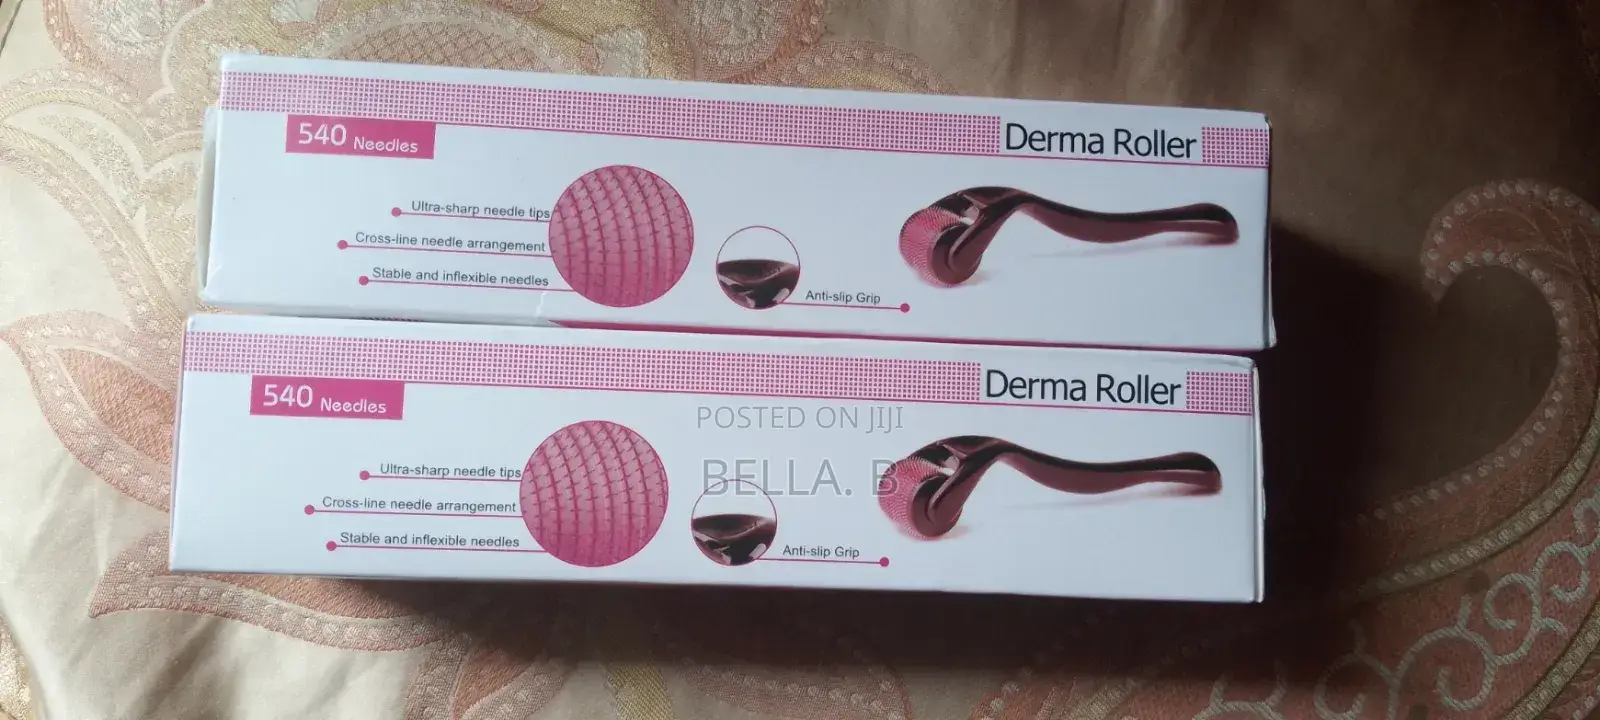 540 Needles
Derma Roller
Ultra-sharp needle tips
Cross-line needle arrangement
Stable and inflexible needles
Anti-slip Grip
540 Needles
Derma Roller
POSTED ON JIJI
BELLA. B
Ultra-sharp needle tips
Cross-line needle arrangement
Stable and inflexible needles
Anti-slip Grip